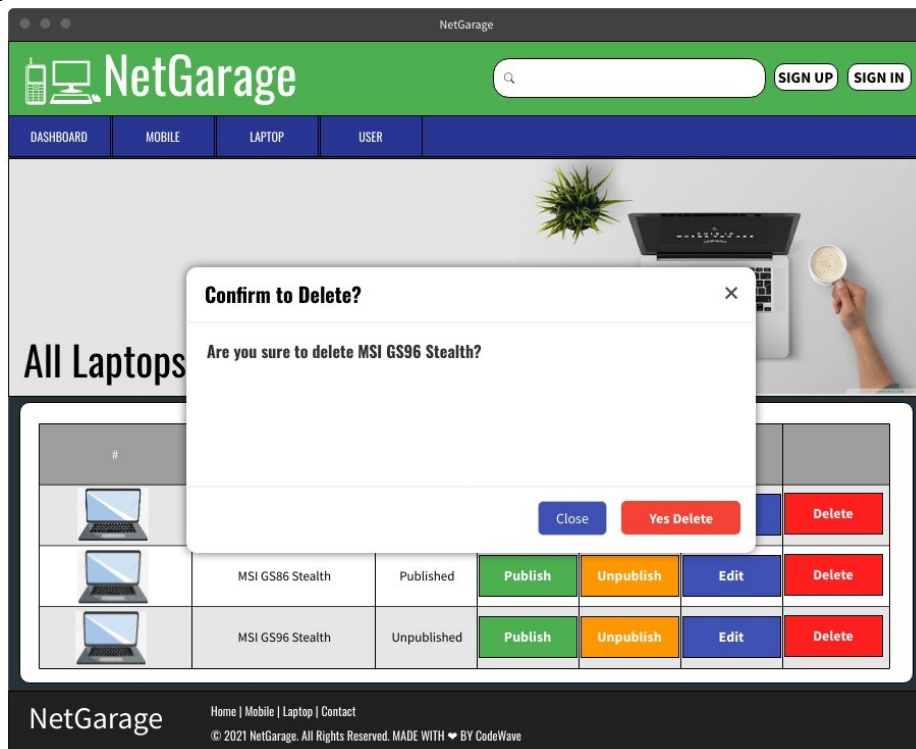 NetGarage
NetGarage
SIGN UP
SIGN IN
DASHBOARD
MOBILE
LAPTOP
USER
All Laptops
Confirm to Delete?
Are you sure to delete MSI GS96 Stealth?
Close
Yes Delete
#
Delete
MSI GS86 Stealth
Published
Publish
Unpublish
Edit
Delete
MSI GS96 Stealth
Unpublished
Publish
Unpublish
Edit
Delete
NetGarage
Home | Mobile | Laptop | Contact
© 2021 NetGarage. All Rights Reserved. MADE WITH ❤ BY CodeWave